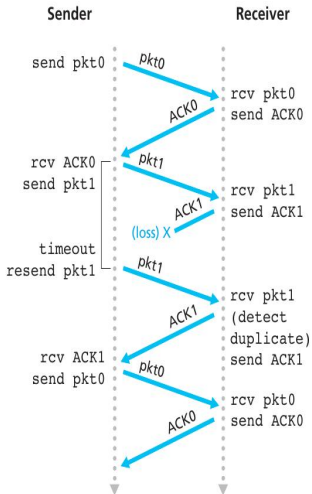 Sender
Receiver
send pkt0
pkt0
rcv pkt0
send ACK0
ACK0
rcv ACK0
send pkt1
pkt1
rcv pkt1
send ACK1
ACK1
(loss) X
timeout
resend pkt1
pkt1
rcv pkt1
(detect
duplicate)
send ACK1
ACK1
rcv ACK1
send pkt0
pkt0
rcv pkt0
send ACK0
ACK0